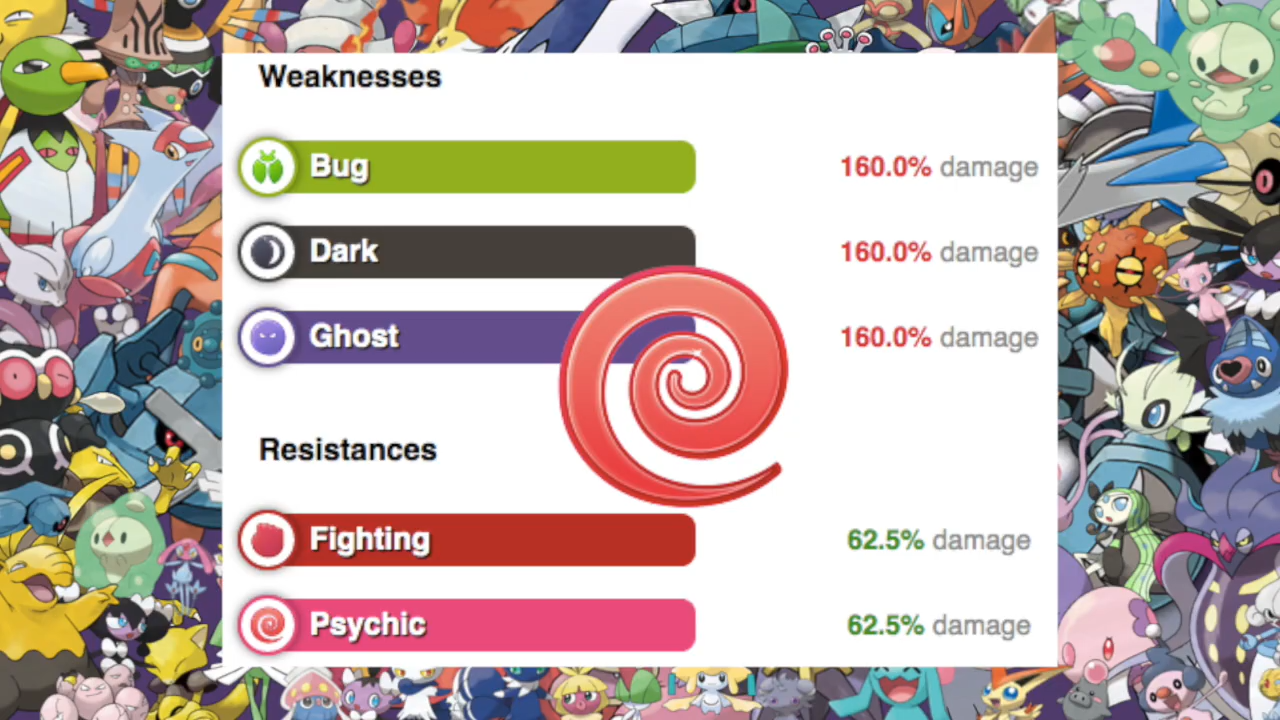 Weaknesses
Bug 160.0% damage
Dark 160.0% damage
Ghost 160.0% damage
Resistances
Fighting 62.5% damage
Psychic 62.5% damage